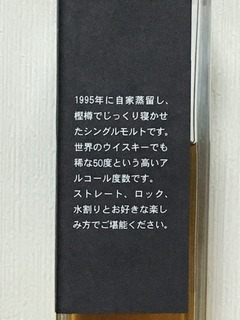 1995年に自家蒸留し、
樫樽でじっくり寝かせ
たシングルモルトです。
世界のウイスキーでも
稀な50度という高いア
ルコール度数です。
ストレート、ロック、
水割りとお好きな楽し
み方でご堪能ください。